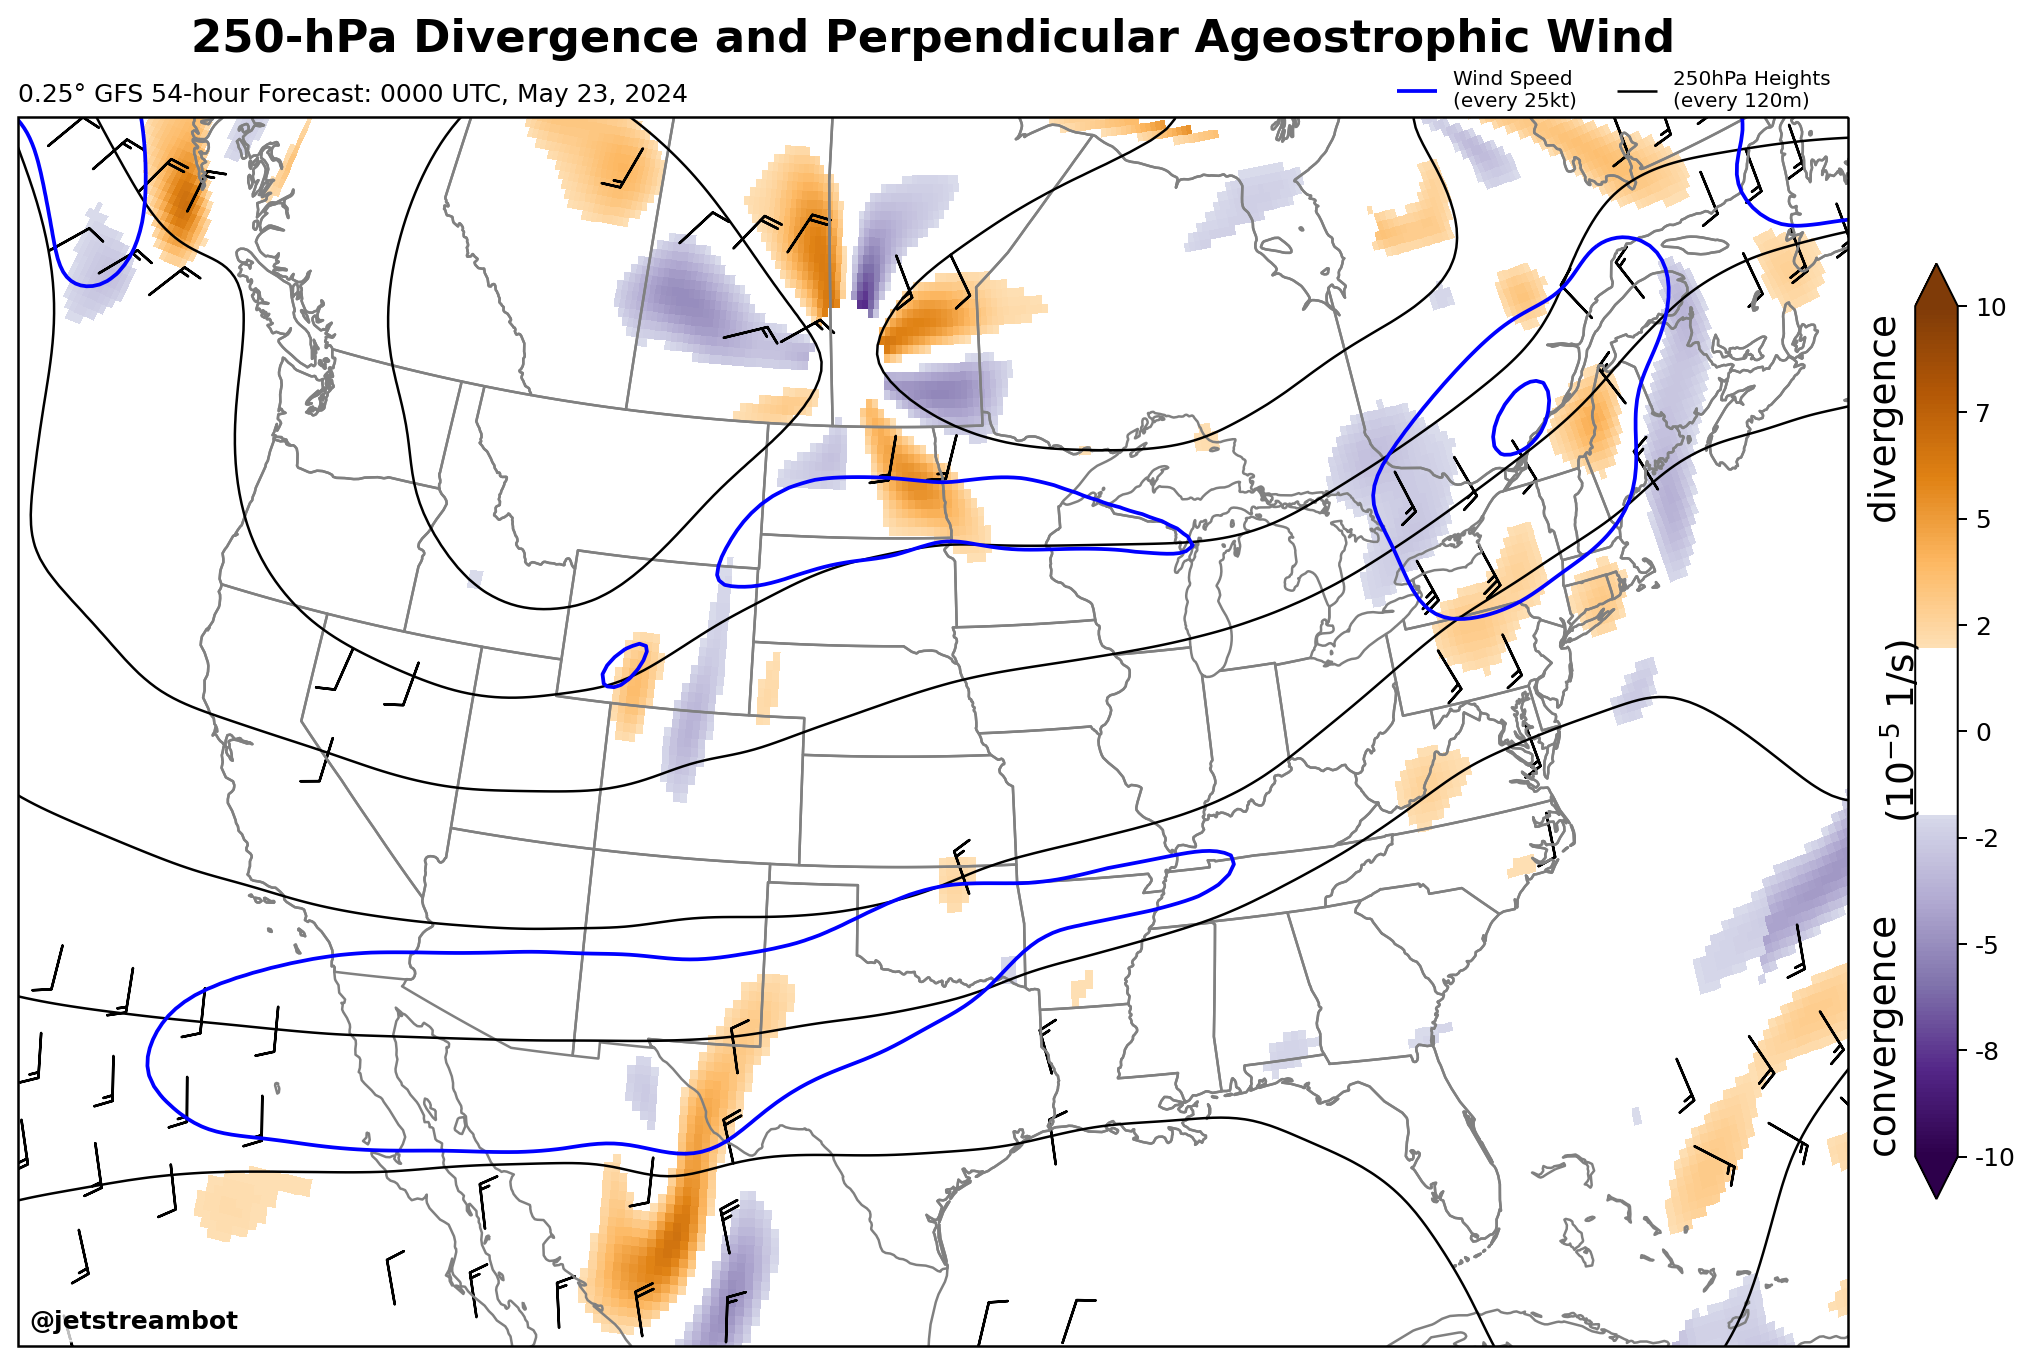 250-hPa Divergence and Perpendicular Ageostrophic Wind
0.25° GFS 54-hour Forecast: 0000 UTC, May 23, 2024
Wind Speed
(every 25kt)
250hPa Heights
(every 120m)
10
7
5
2
0
-2
-5
-8
-10
divergence
(10⁻⁵ 1/s)
convergence
@jetstreambot